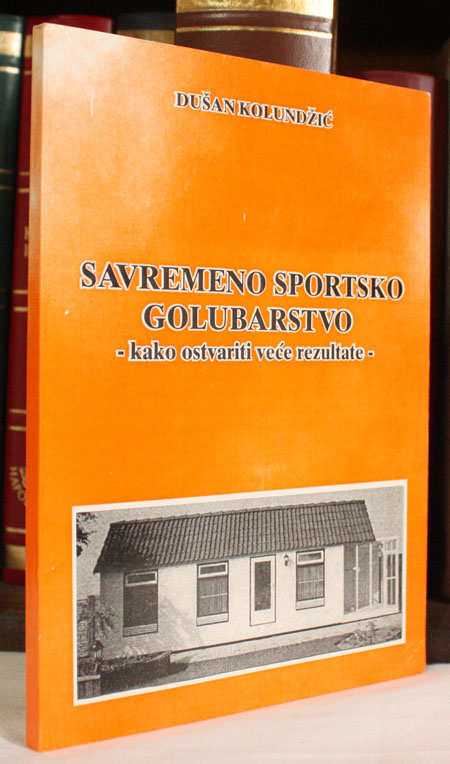 DUŠAN KOLUNDŽIĆ
SAVREMENO SPORTSKO
GOLUBARSTVO
- kako ostvariti veće rezultate -